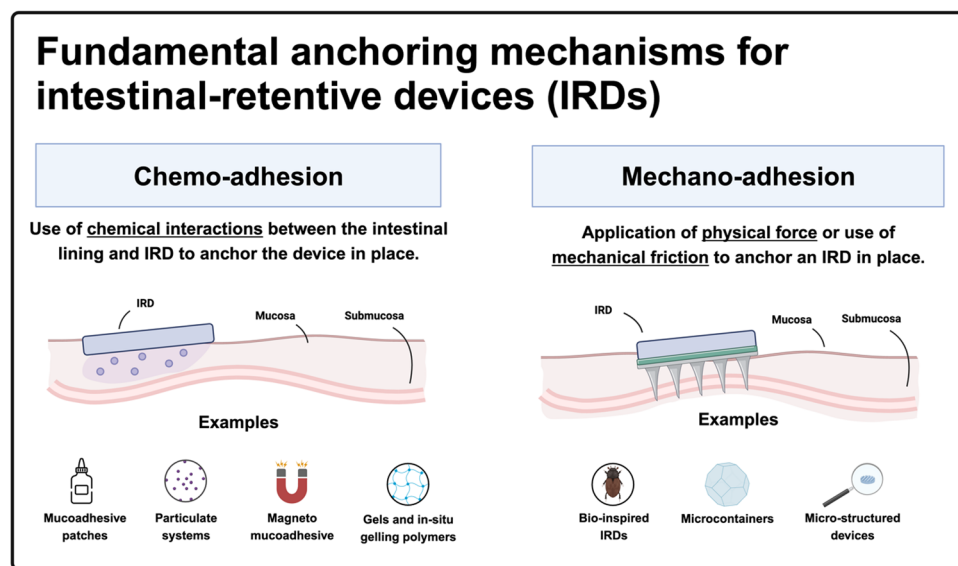 Fundamental anchoring mechanisms for
intestinal-retentive devices (IRDs)
Chemo-adhesion
Use of chemical interactions between the intestinal
lining and IRD to anchor the device in place.
IRD
Mucosa
Submucosa
Examples
Mucoadhesive
patches
Particulate
systems
Magneto
mucoadhesive
Gels and in-situ
gelling polymers
Mechano-adhesion
Application of physical force or use of
mechanical friction to anchor an IRD in place.
IRD
Mucosa
Submucosa
Examples
Bio-inspired
IRDs
Microcontainers
Micro-structured
devices